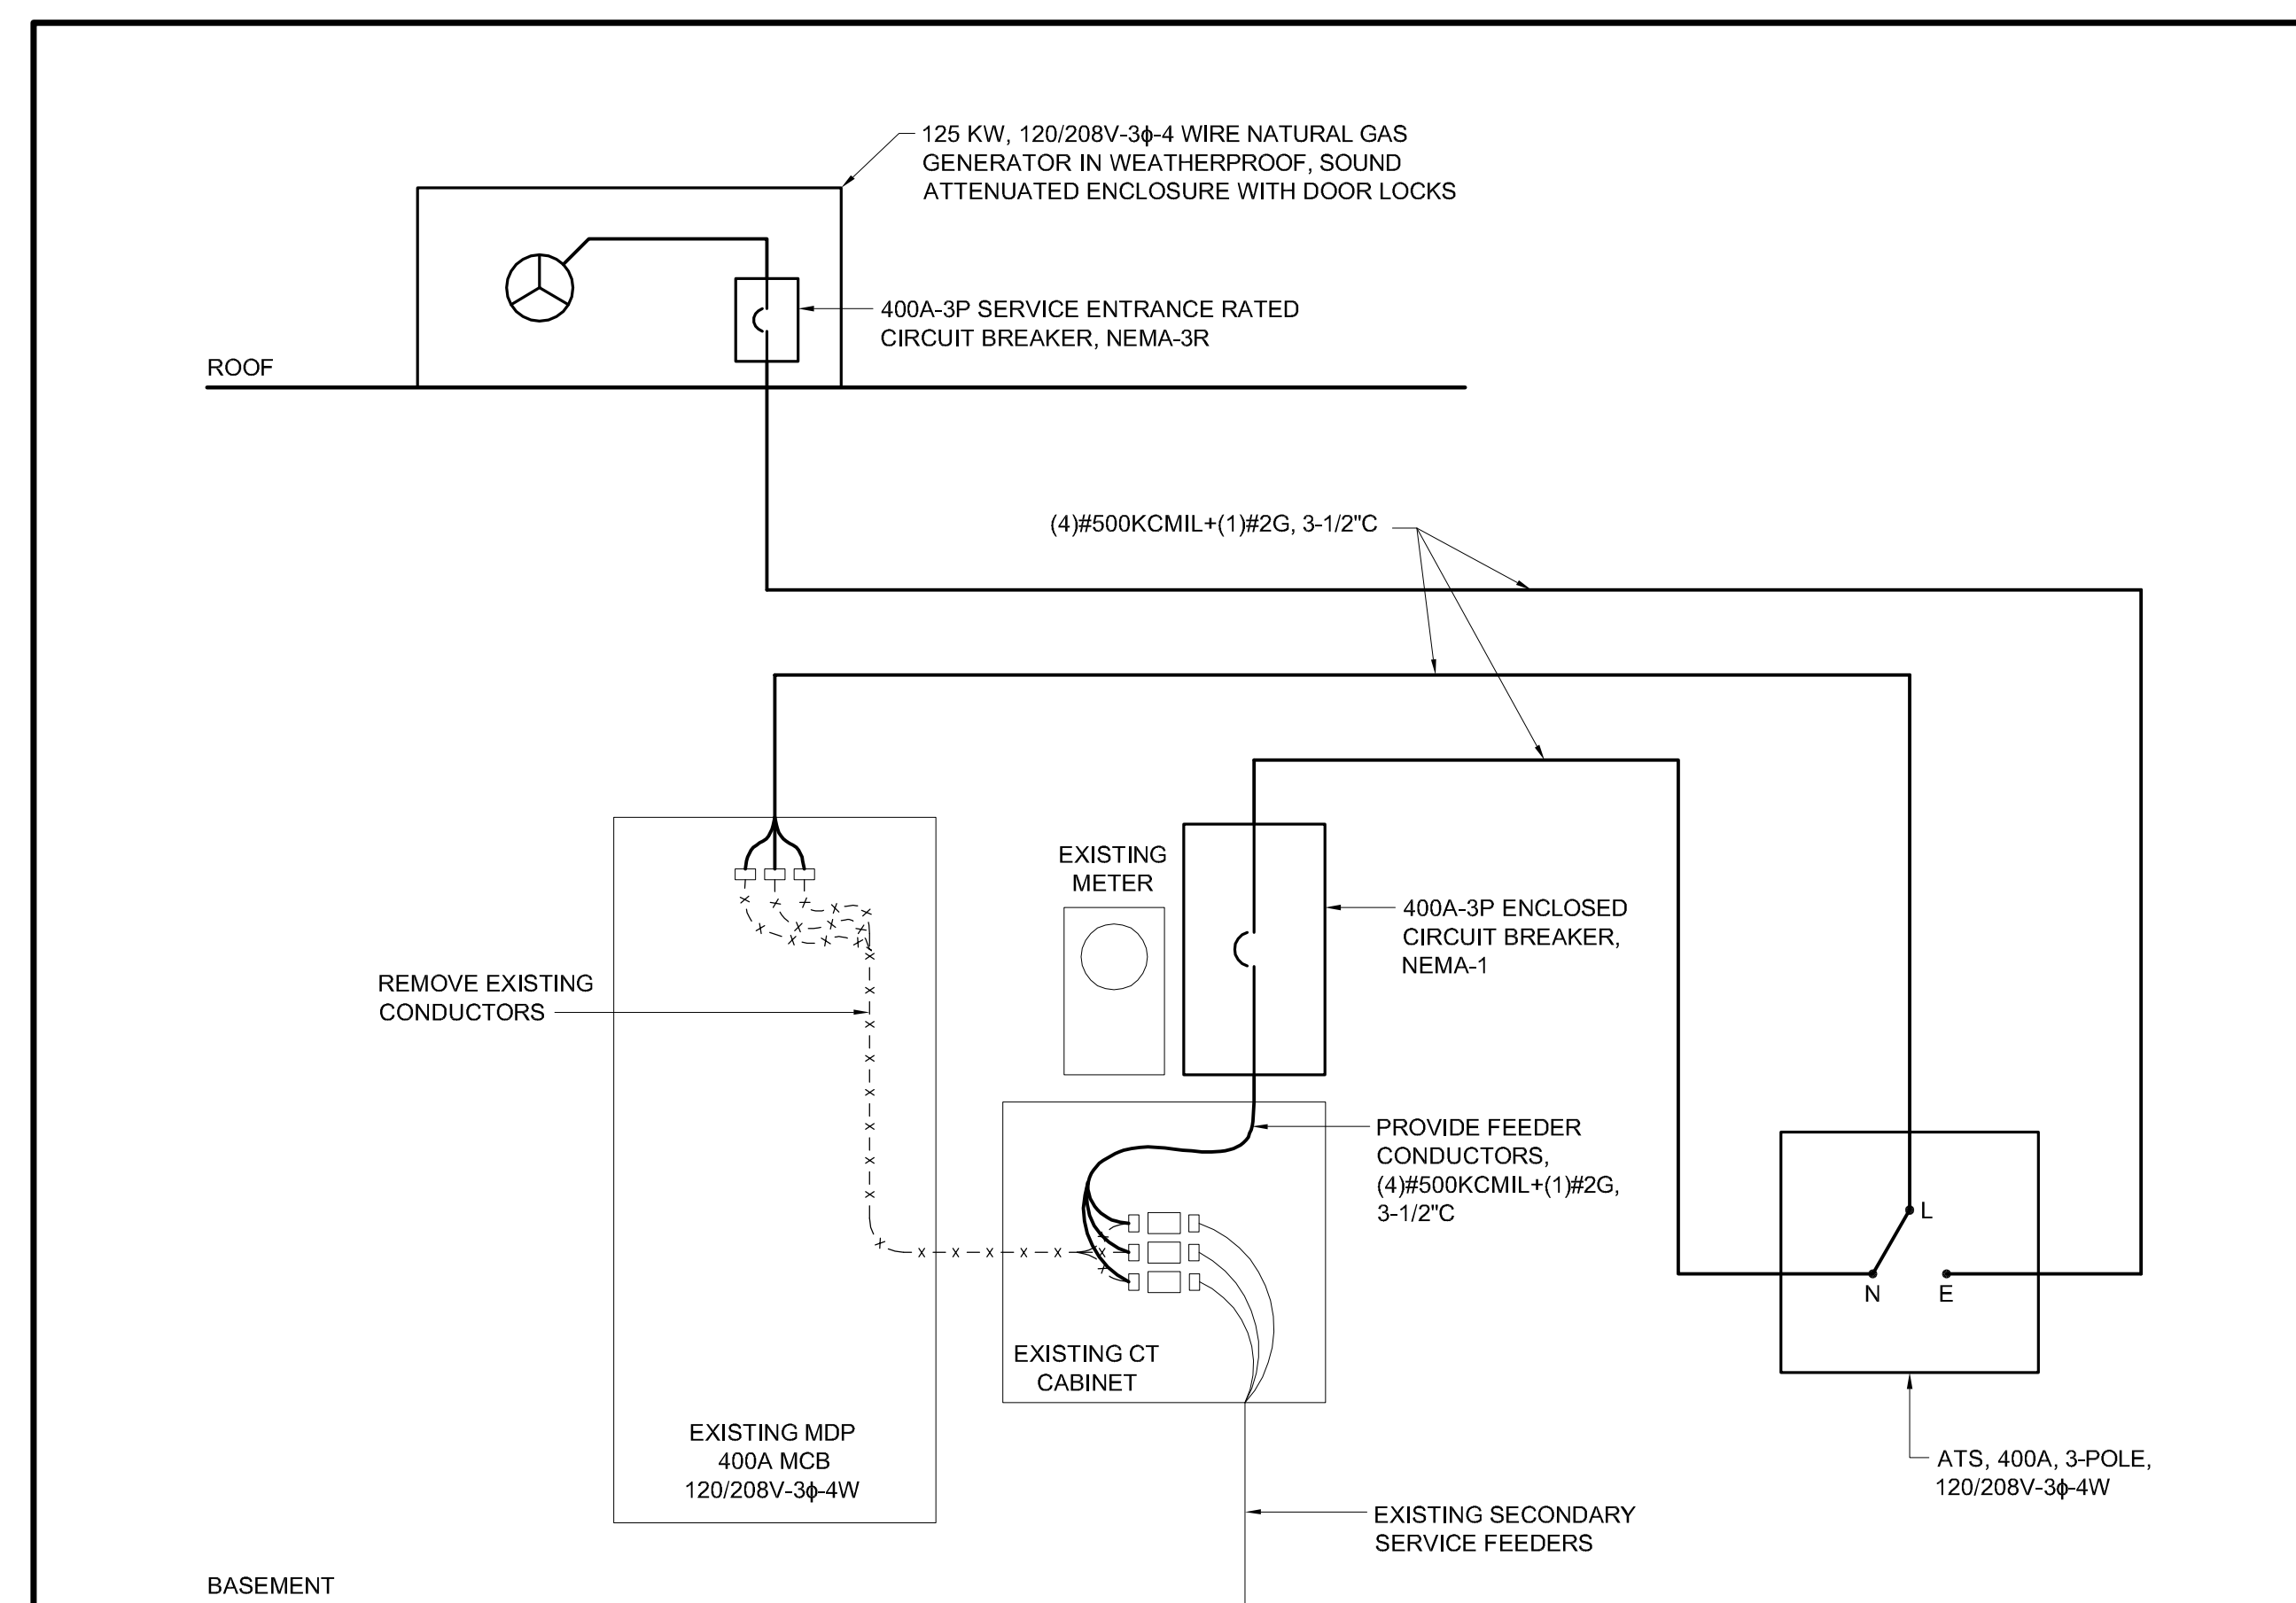 125 KW, 120/208V-3ϕ-4 WIRE NATURAL GAS
GENERATOR IN WEATHERPROOF, SOUND
ATTENUATED ENCLOSURE WITH DOOR LOCKS
400A-3P SERVICE ENTRANCE RATED
CIRCUIT BREAKER, NEMA-3R
ROOF
(4)#500KCMIL+(1)#2G, 3-1/2"C
EXISTING
METER
400A-3P ENCLOSED
CIRCUIT BREAKER,
NEMA-1
REMOVE EXISTING
CONDUCTORS
PROVIDE FEEDER
CONDUCTORS,
(4)#500KCMIL+(1)#2G,
3-1/2"C
L
N
E
EXISTING CT
CABINET
EXISTING MDP
400A MCB
120/208V-3ϕ-4W
ATS, 400A, 3-POLE,
120/208V-3ϕ-4W
EXISTING SECONDARY
SERVICE FEEDERS
BASEMENT